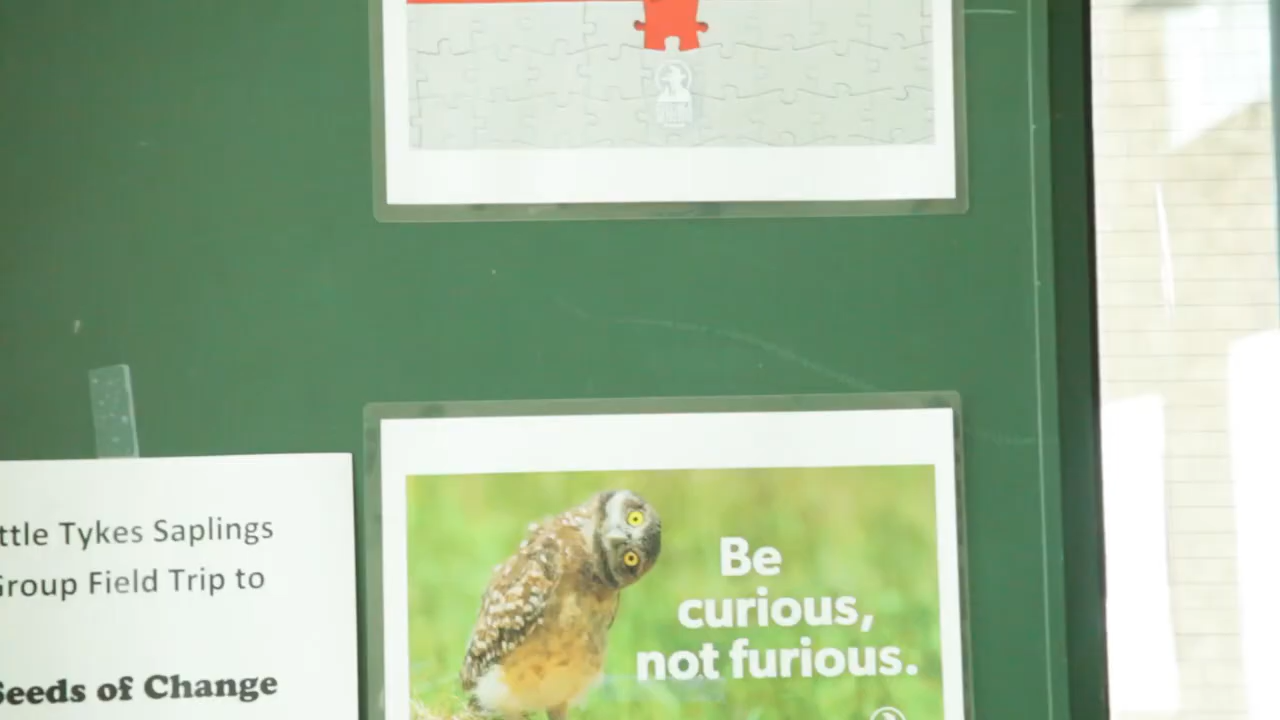 ttle Tykes Saplings
Group Field Trip to
Seeds of Change
Be
curious,
not furious.